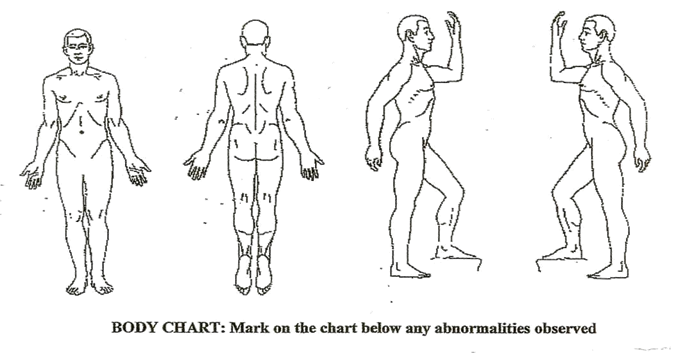 BODY CHART: Mark on the chart below any abnormalities observed